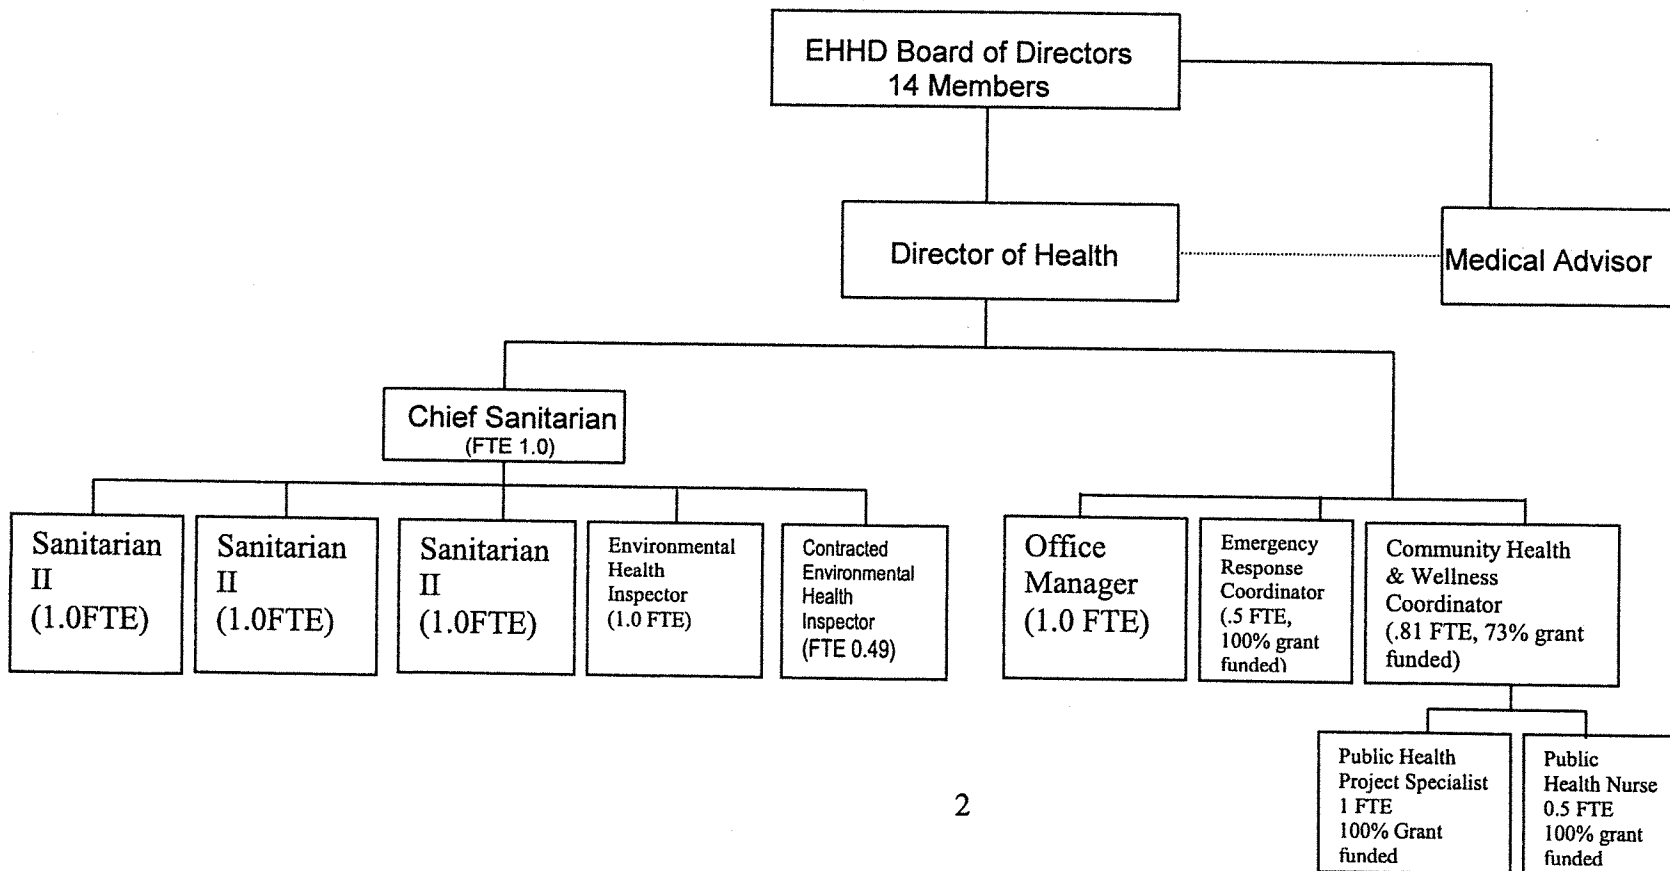 EHHD Board of Directors
14 Members
Director of Health
Medical Advisor
Chief Sanitarian
(FTE 1.0)
Sanitarian
II
(1.0FTE)
Sanitarian
II
(1.0FTE)
Sanitarian
II
(1.0FTE)
Environmental
Health
Inspector
(1.0 FTE)
Contracted
Environmental
Health
Inspector
(FTE 0.49)
Office
Manager
(1.0 FTE)
Emergency
Response
Coordinator
(.5 FTE,
100% grant
funded)
Community Health
& Wellness
Coordinator
(.81 FTE, 73% grant
funded)
Public Health
Project Specialist
1 FTE
100% Grant
funded
Public
Health Nurse
0.5 FTE
100% grant
funded
2